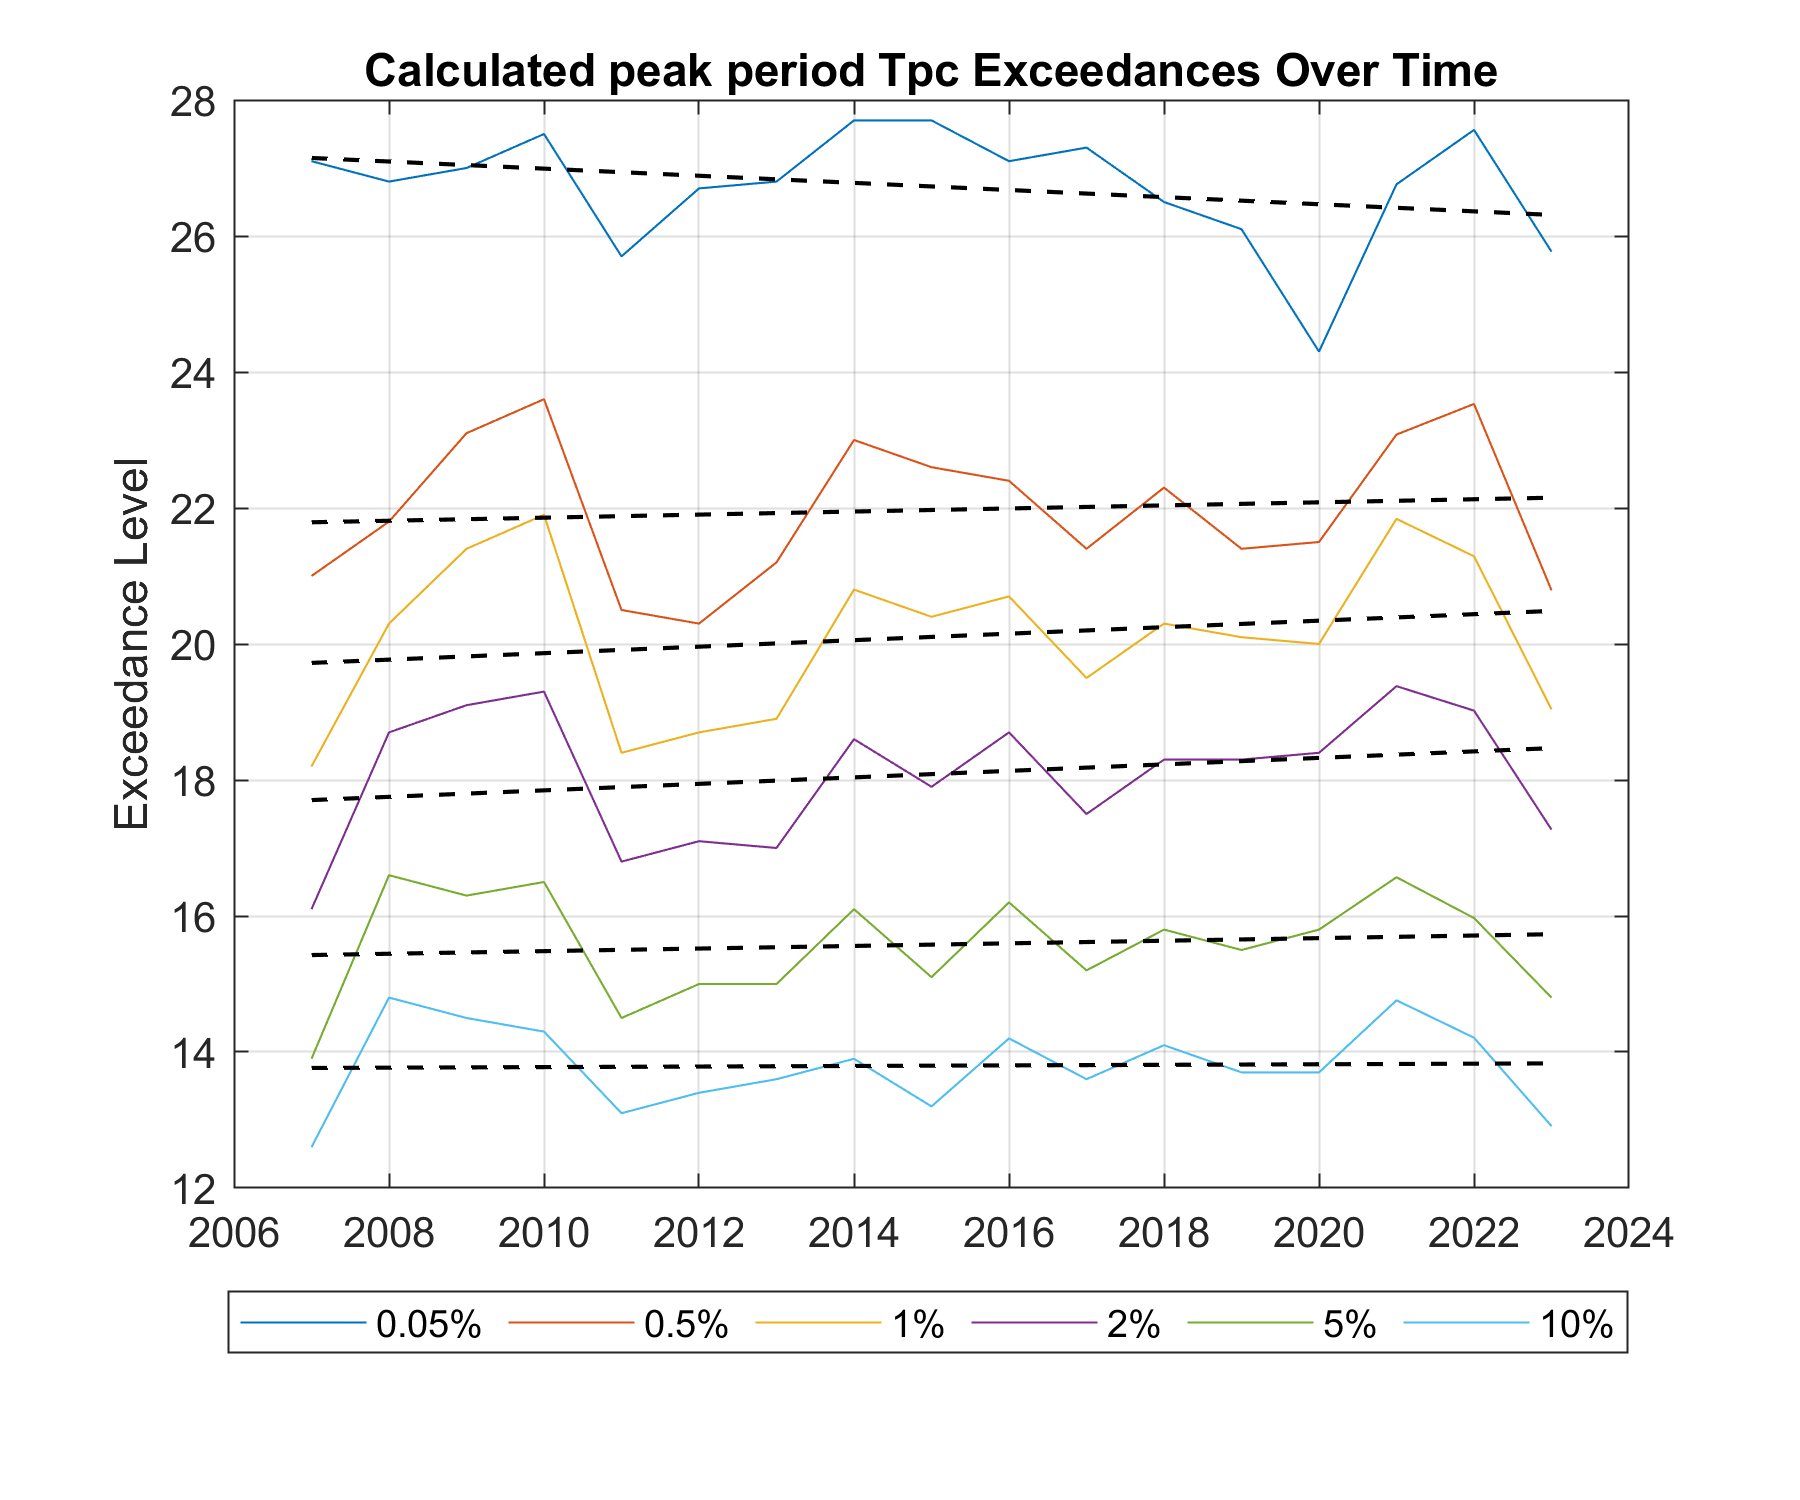 Calculated peak period Tpc Exceedances Over Time
Exceedance Level
28
26
24
22
20
18
16
14
12
2006 2008 2010 2012 2014 2016 2018 2020 2022 2024
0.05% 0.5% 1% 2% 5% 10%